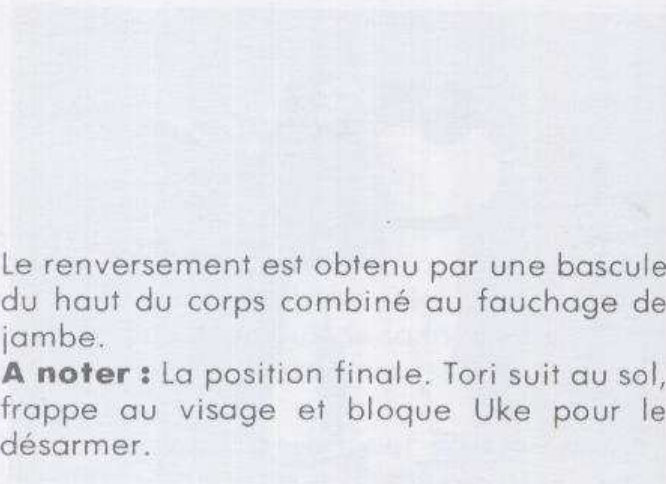 Le renversement est obtenu par une bascule
du haut du corps combiné au fauchage de
jambe.
A noter : La position finale. Tori suit au sol,
frappe au visage et bloque Uke pour le
désarmer.